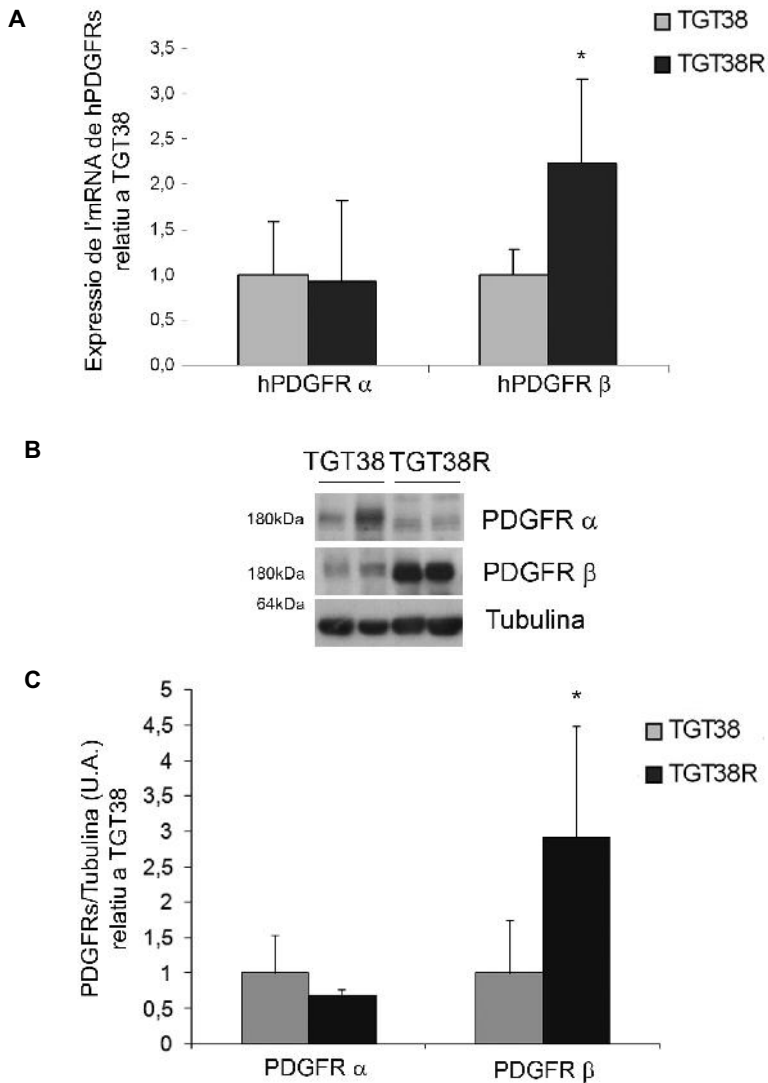 A
Expressio de l'mRNA de hPDGFRs
relatiu a TGT38
4,0
3,5
3,0
2,5
2,0
1,5
1,0
0,5
0,0
*
TGT38
TGT38R
hPDGFR α
hPDGFR β
B
TGT38 TGT38R
180kDa
PDGFR α
180kDa
PDGFR β
64kDa
Tubulina
C
PDGFRs/Tubulina (U.A.)
relatiu a TGT38
5
4,5
4
3,5
3
2,5
2
1,5
1
0,5
0
*
TGT38
TGT38R
PDGFR α
PDGFR β